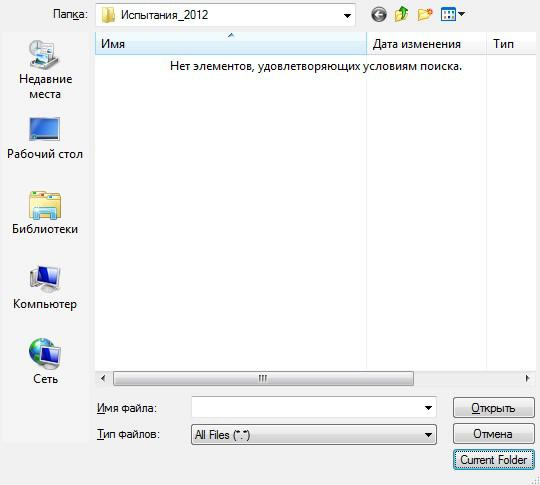 Папка: Испытания_2012
Имя Дата изменения Тип
Нет элементов, удовлетворяющих условиям поиска.
Недавние
места
Рабочий стол
Библиотеки
Компьютер
Сеть
Имя файла: Открыть
Тип файлов: All Files (*.*) Отмена
Current Folder